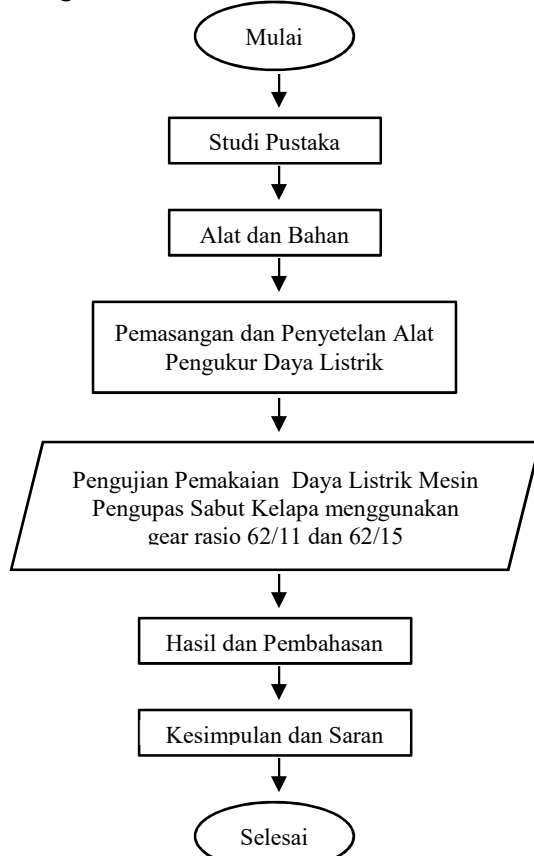 Mulai
Studi Pustaka
Alat dan Bahan
Pemasangan dan Penyetelan Alat
Pengukur Daya Listrik
Pengujian Pemakaian Daya Listrik Mesin
Pengupas Sabut Kelapa menggunakan
gear rasio 62/11 dan 62/15
Hasil dan Pembahasan
Kesimpulan dan Saran
Selesai